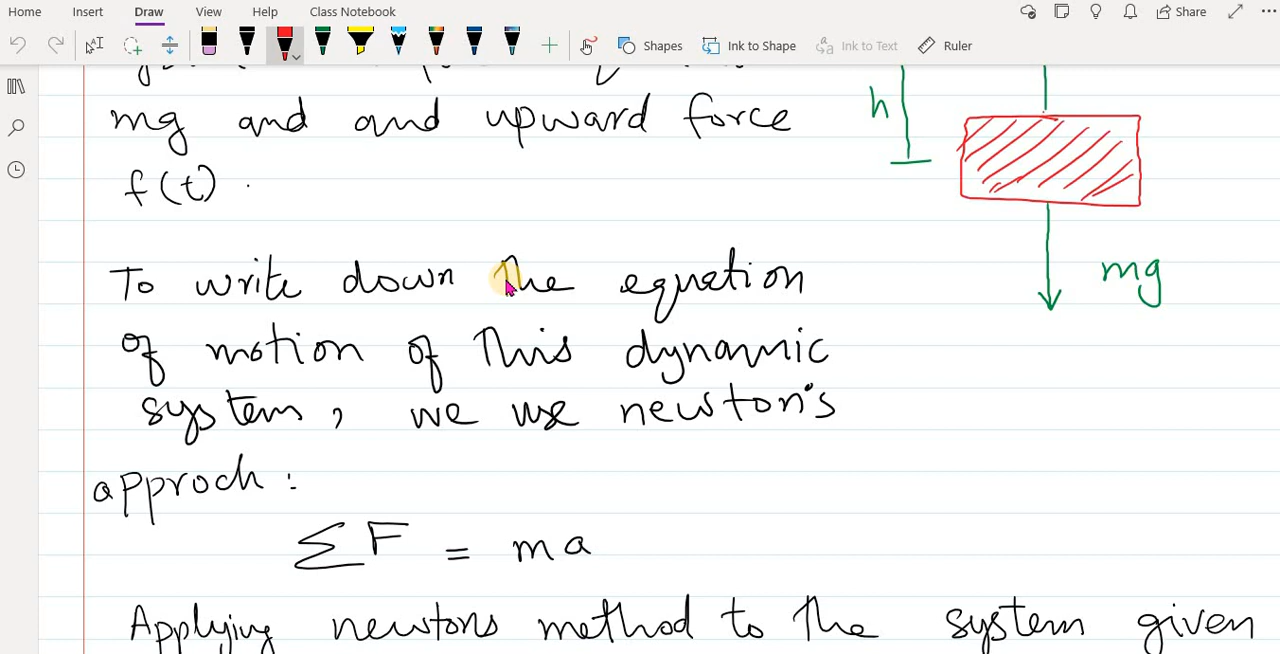 Home Insert Draw View Help Class Notebook Share
Shapes Ink to Shape Ink to Text Ruler
mg and and upward force
f(t).
h
To write down the equation
mg
of motion of this dynamic
system, we use newton's
approch:
ΣF = ma
Applying newtons method to the system given